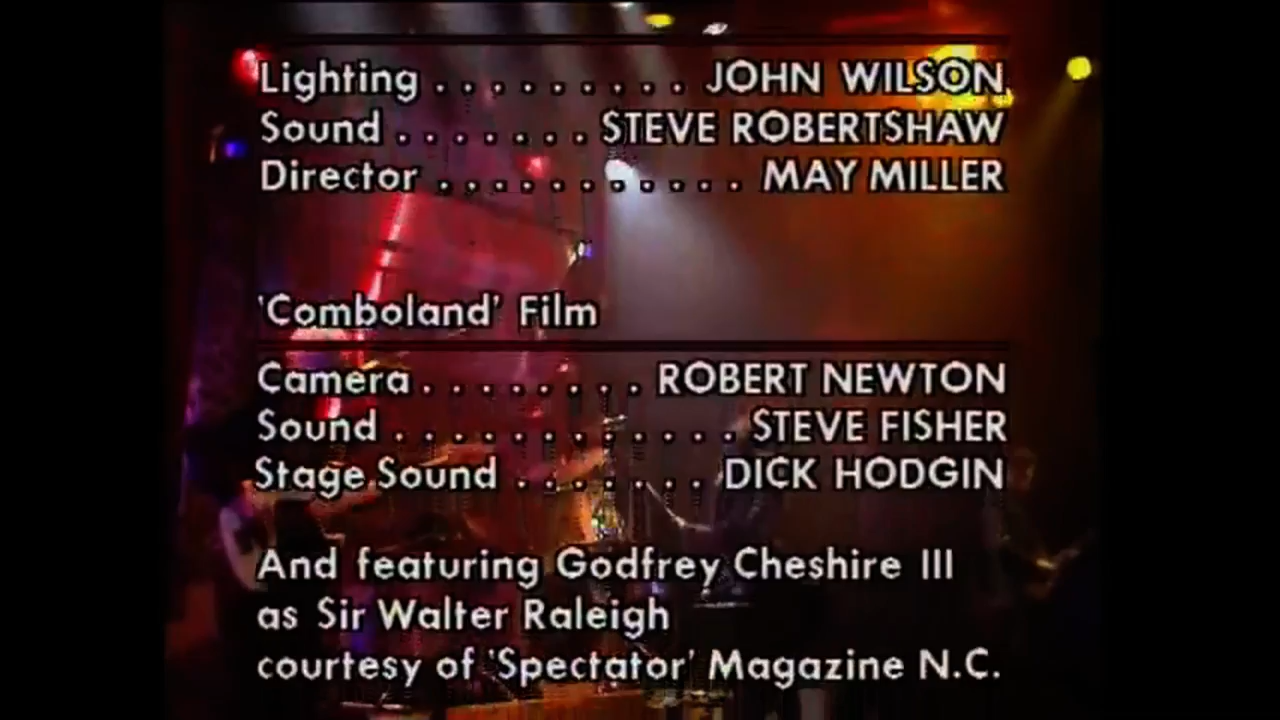 Lighting . . . . . . . . . JOHN WILSON
Sound . . . . . . . STEVE ROBERTSHAW
Director . . . . . . . . . . . . MAY MILLER
'Comboland' Film
Camera . . . . . . . . ROBERT NEWTON
Sound . . . . . . . . . . . . STEVE FISHER
Stage Sound . . . . . . . DICK HODGIN
And featuring Godfrey Cheshire III
as Sir Walter Raleigh
courtesy of 'Spectator' Magazine N.C.